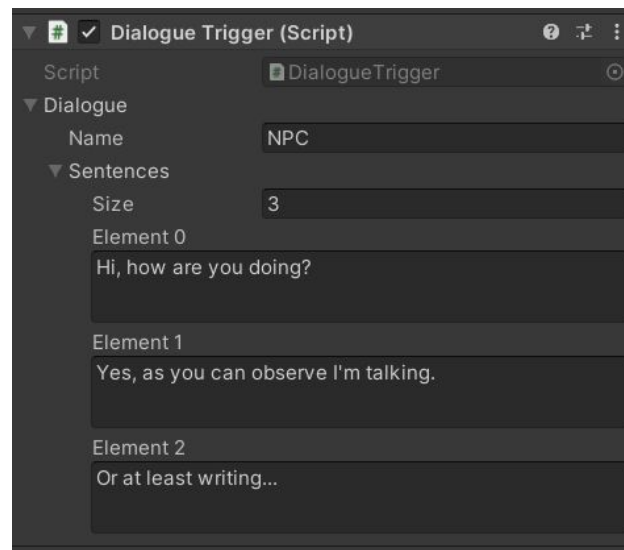 Dialogue Trigger (Script)
Script DialogueTrigger
Dialogue
Name NPC
Sentences
Size 3
Element 0
Hi, how are you doing?
Element 1
Yes, as you can observe I'm talking.
Element 2
Or at least writing...